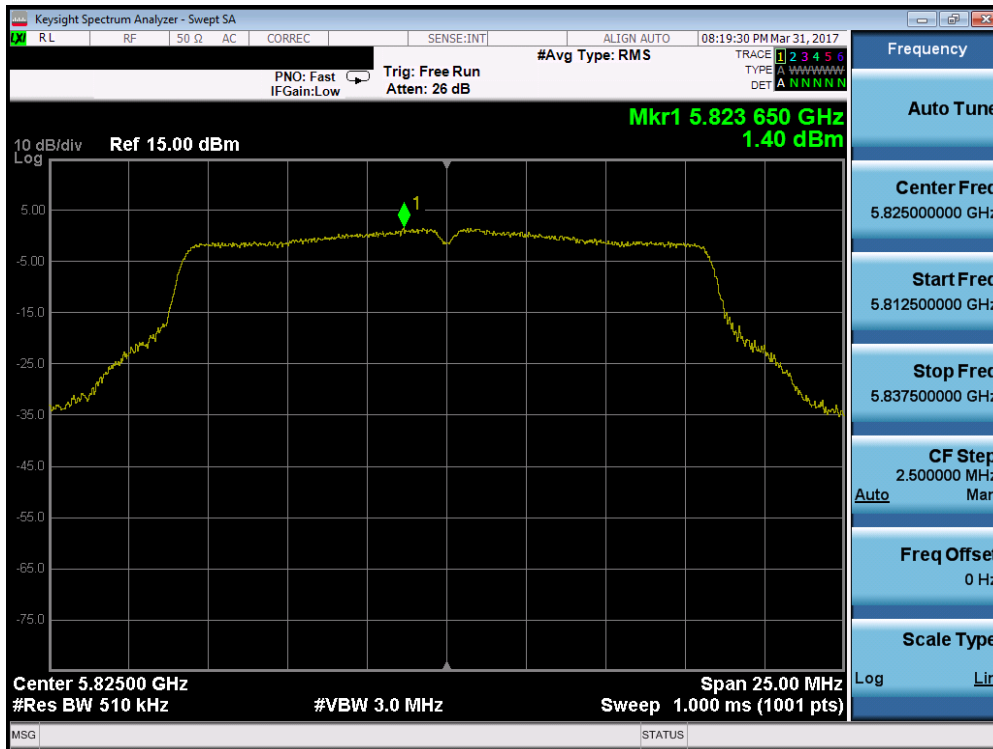 Keysight Spectrum Analyzer - Swept SA
LXI RL RF 50 Ω AC CORREC SENSE:INT ALIGN AUTO 08:19:30 PM Mar 31, 2017
#Avg Type: RMS TRACE 1 2 3 4 5 6
PNO: Fast Trig: Free Run TYPE A WWWWW
IFGain:Low Atten: 26 dB DET A N N N N N
Mkr1 5.823 650 GHz
1.40 dBm
10 dB/div Ref 15.00 dBm
Log
1
5.00
-5.00
-15.0
-25.0
-35.0
-45.0
-55.0
-65.0
-75.0
Center 5.82500 GHz Span 25.00 MHz
#Res BW 510 kHz #VBW 3.0 MHz Sweep 1.000 ms (1001 pts)
MSG STATUS
Frequency
Auto Tune
Center Freq
5.825000000 GHz
Start Freq
5.812500000 GHz
Stop Freq
5.837500000 GHz
CF Step
2.500000 MHz
Auto Man
Freq Offset
0 Hz
Scale Type
Log Lin